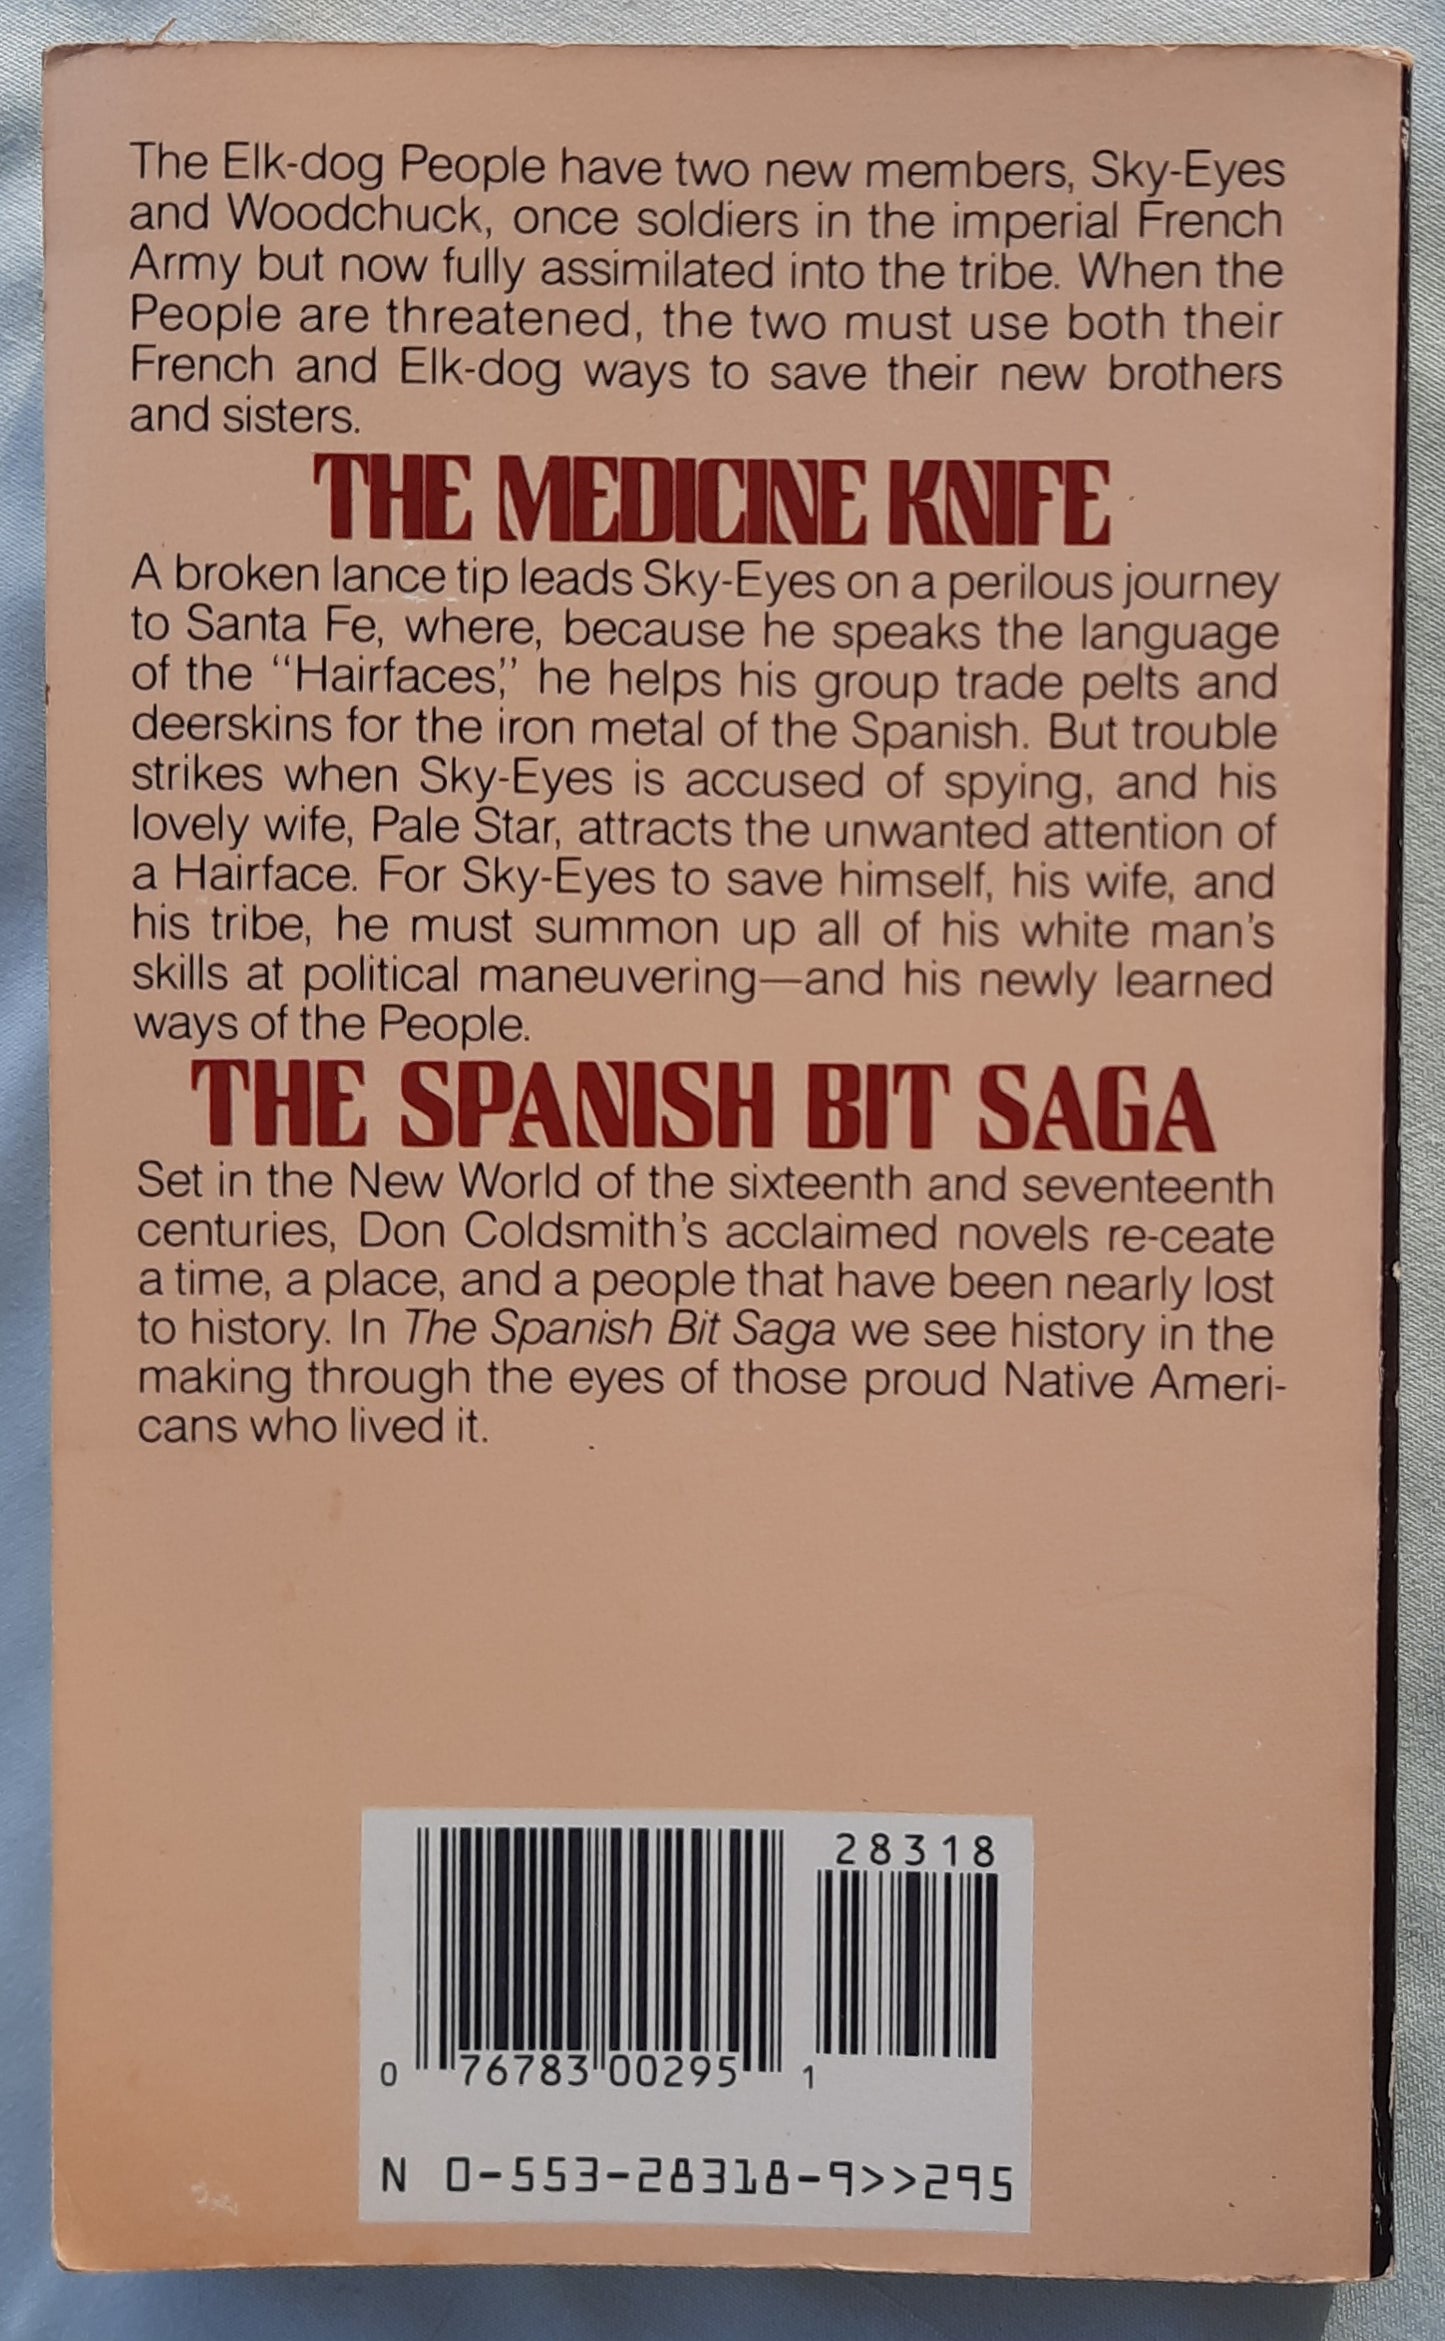 The Elk-dog People have two new members, Sky-Eyes
and Woodchuck, once soldiers in the imperial French
Army but now fully assimilated into the tribe. When the
People are threatened, the two must use both their
French and Elk-dog ways to save their new brothers
and sisters.
THE MEDICINE KNIFE
A broken lance tip leads Sky-Eyes on a perilous journey
to Santa Fe, where, because he speaks the language
of the "Hairfaces," he helps his group trade pelts and
deerskins for the iron metal of the Spanish. But trouble
strikes when Sky-Eyes is accused of spying, and his
lovely wife, Pale Star, attracts the unwanted attention of
a Hairface. For Sky-Eyes to save himself, his wife, and
his tribe, he must summon up all of his white man's
skills at political maneuvering—and his newly learned
ways of the People.
THE SPANISH BIT SAGA
Set in the New World of the sixteenth and seventeenth
centuries, Don Coldsmith's acclaimed novels re-ceate
a time, a place, and a people that have been nearly lost
to history. In The Spanish Bit Saga we see history in the
making through the eyes of those proud Native Ameri-
cans who lived it.
28318
0 76783 00295 1
N 0-553-28318-9>>295